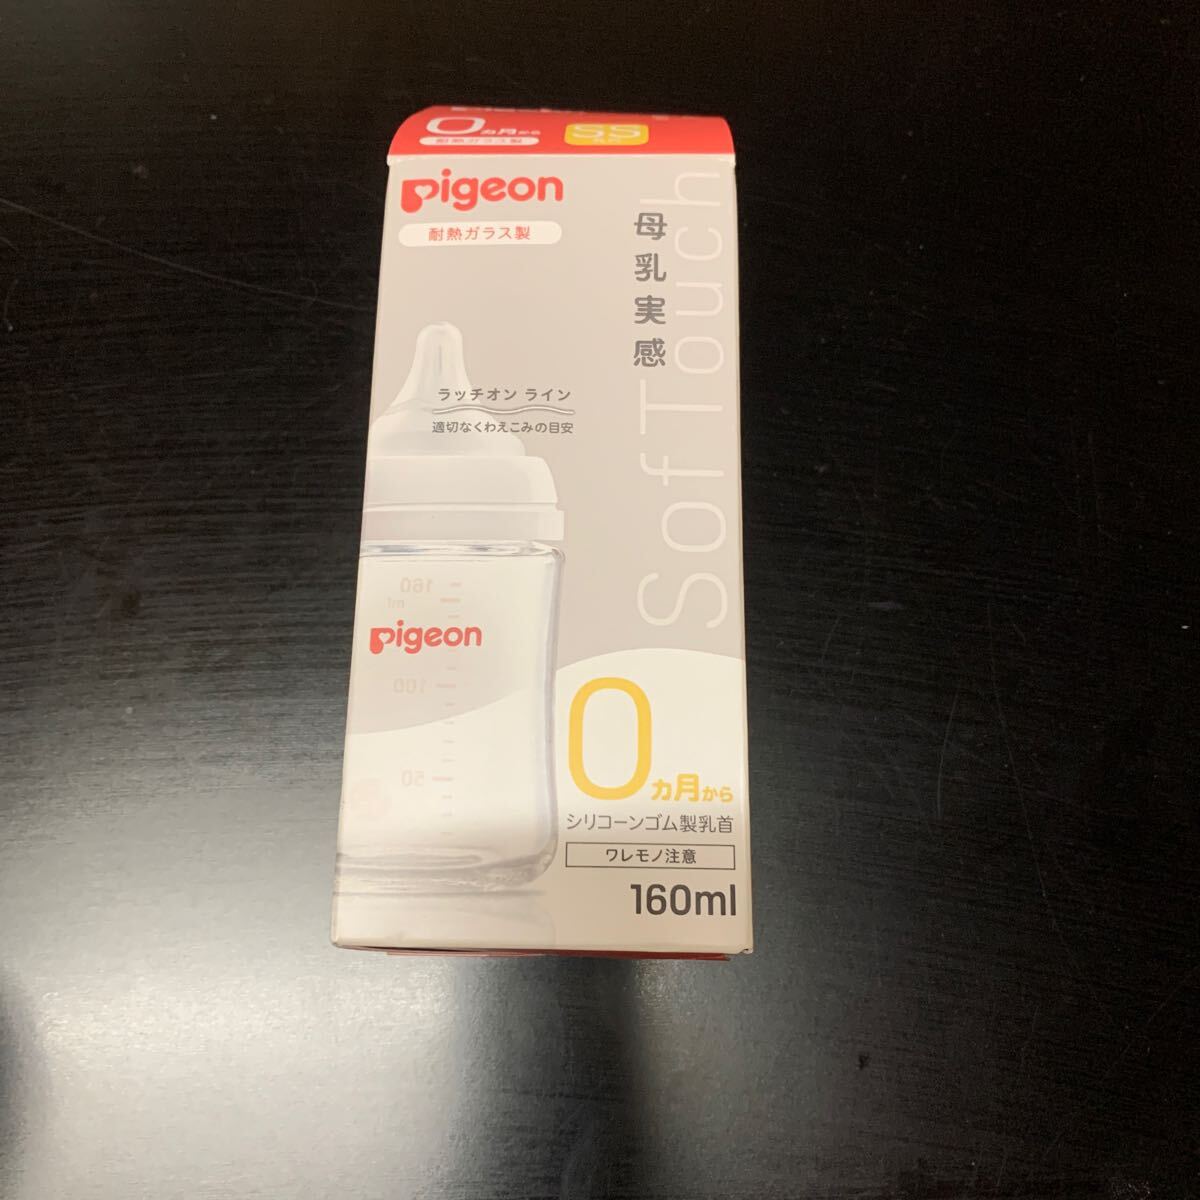 0ヵ月から
耐熱ガラス製
SS
Pigeon
耐熱ガラス製
母乳実感
SofTouch
ラッチオン ライン
適切なくわえこみの目安
160
ml
Pigeon
100
50
0ヵ月から
シリコーンゴム製乳首
ワレモノ注意
160ml